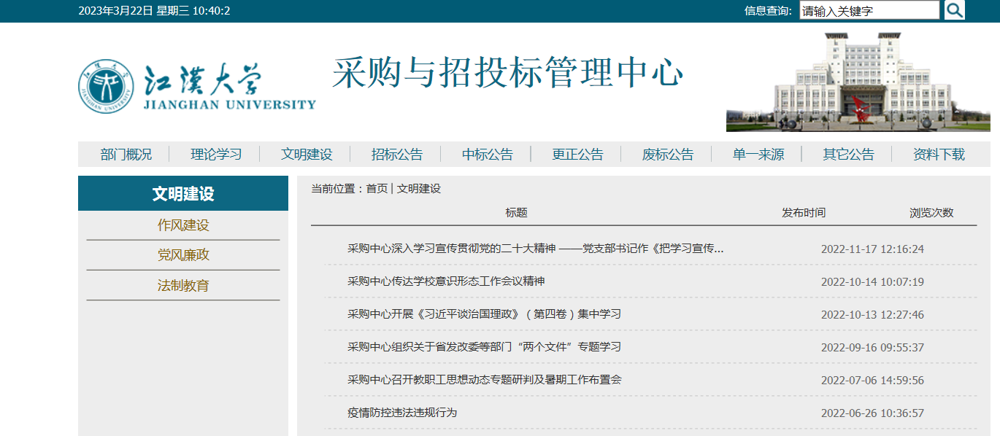 2023年3月22日 星期三 10:40:2
信息查询: 请输入关键字
江漢大学
JIANGHAN UNIVERSITY
采购与招投标管理中心
部门概况 理论学习 文明建设 招标公告 中标公告 更正公告 废标公告 单一来源 其它公告 资料下载
文明建设
作风建设
党风廉政
法制教育
当前位置：首页 | 文明建设
标题 发布时间 浏览次数
采购中心深入学习宣传贯彻党的二十大精神 ——党支部书记作《把学习宣传... 2022-11-17 12:16:24
采购中心传达学校意识形态工作会议精神 2022-10-14 10:07:19
采购中心开展《习近平谈治国理政》（第四卷）集中学习 2022-10-13 12:27:46
采购中心组织关于省发改委等部门“两个文件”专题学习 2022-09-16 09:55:37
采购中心召开教职工思想动态专题研判及暑期工作布置会 2022-07-06 14:59:56
疫情防控违法违规行为 2022-06-26 10:36:57